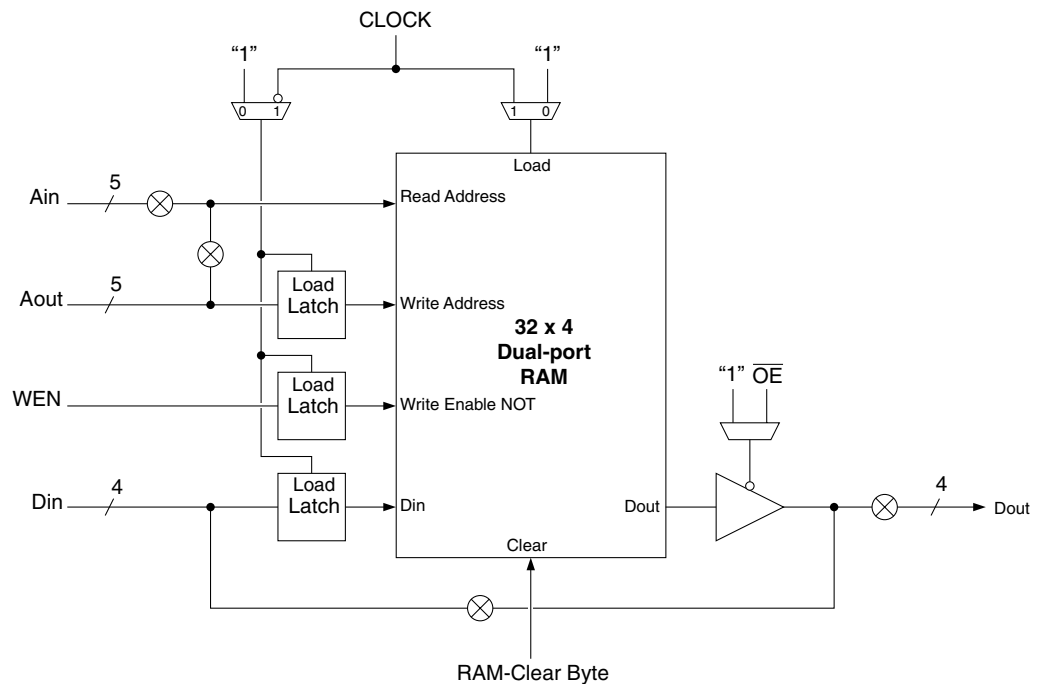 CLOCK
“1”
“1”
0 1
1 0
Load
Ain
5
Read Address
Aout
5
Load
Latch
Write Address
32 x 4
Dual-port
RAM
“1” OE
WEN
Load
Latch
Write Enable NOT
Din
4
Load
Latch
Din
Dout
4
Dout
Clear
RAM-Clear Byte